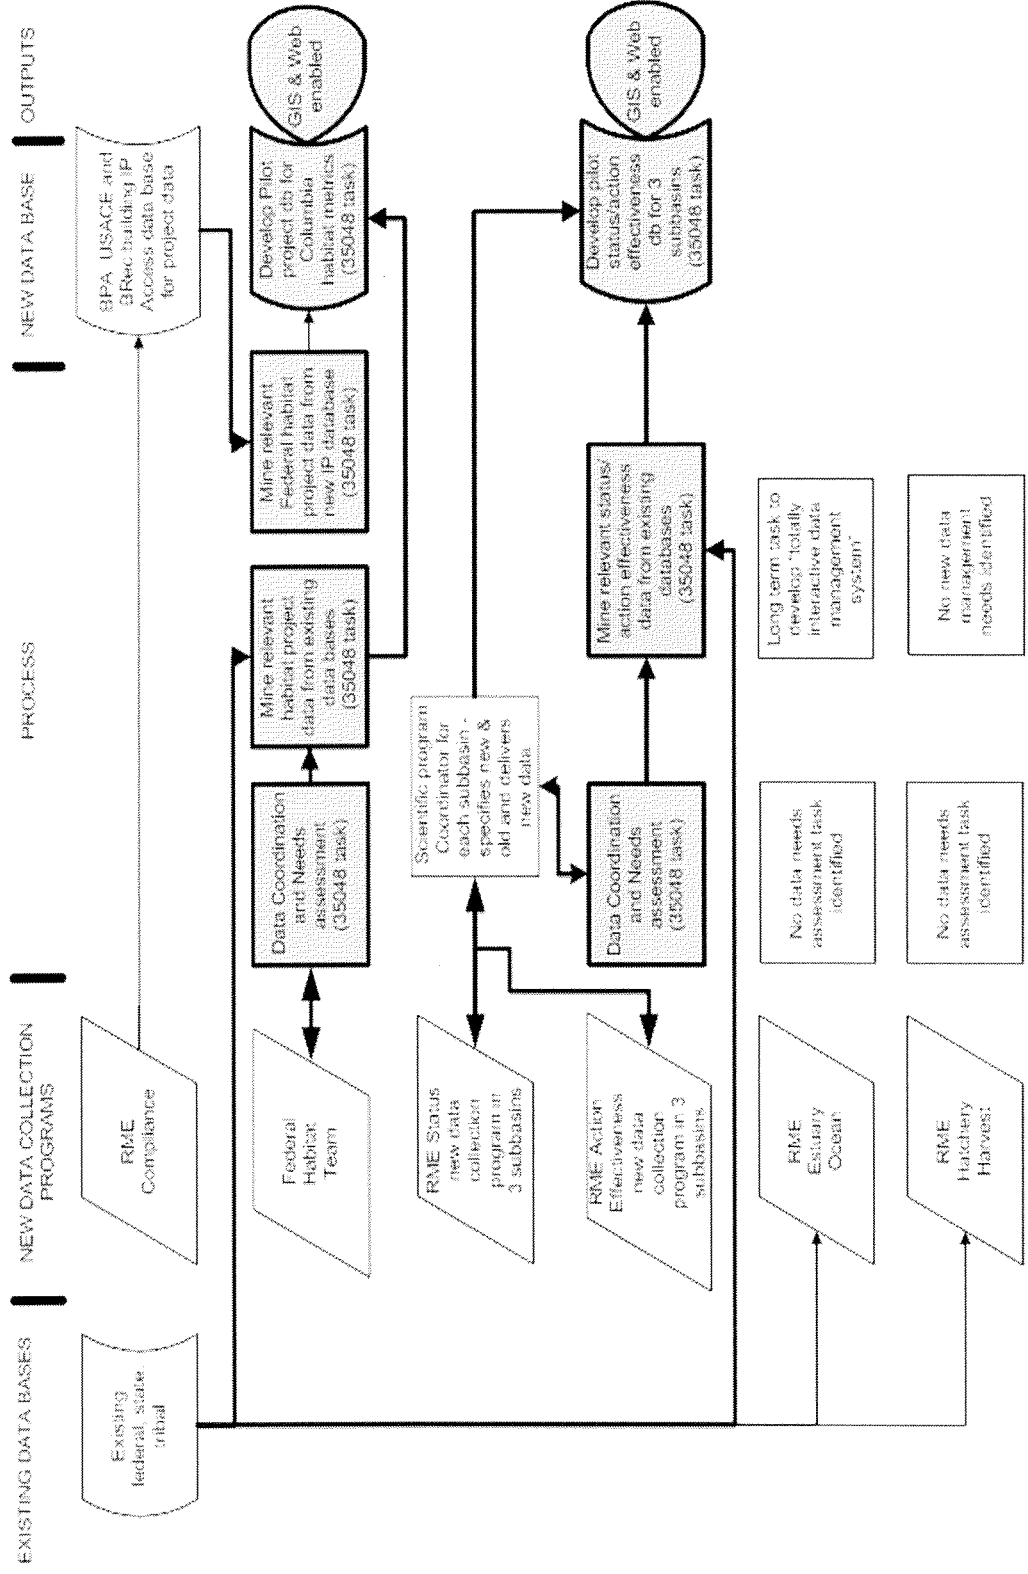 EXISTING DATA BASES
NEW DATA COLLECTION
PROGRAMS
PROCESS
NEW DATA BASE
OUTPUTS
Existing
federal, state
tribal
RME
Compliance
BPA USACE and
BRec building IP
Access data base
for project data
Federal
Habitat
Team
Data Coordination
and Needs
assessment
(35048 task)
Mine relevant
habitat project
data from existing
data bases
(35048 task)
Mine relevant
Federal habitat
project data from
new IP database
(35048 task)
Develop Pilot
project db for
Columbia
habitat metrics
(35048 task)
GIS & Web
enabled
RME Status
new data
collection
program in
3 subbasins
Scientific program
Coordinator for
each subbasin -
specifies new &
old and delivers
new data
RME Action
Effectiveness
new data
collection
program in 3
subbasins
Data Coordination
and Needs
assessment
(35048 task)
Mine relevant status/
action effectiveness
data from existing
databases
(35048 task)
Develop pilot
status/action
effectiveness
db for 3
subbasins
(35048 task)
GIS & Web
enabled
RME
Estuary
Ocean
No data needs
assessment task
identified
Long term task to
develop "totally
interactive data
management
system"
RME
Hatchery
Harvest
No data needs
assessment task
identified
No new data
management
needs identified